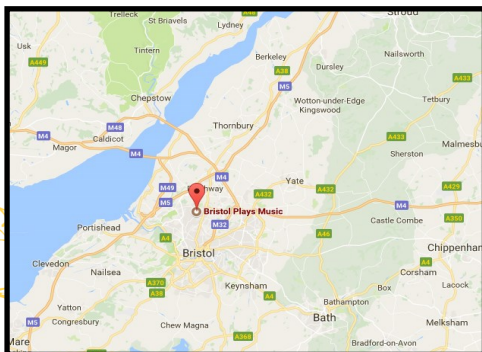 Trelleck
St Briavels
Lydney
Stroud
Usk
Tintern
Berkeley
A38
Nailsworth
A449
Dursley
A433
M5
Chepstow
Wotton-under-Edge
Kingswood
Tetbury
M48
Thornbury
M4
Caldicot
A433
Magor
M4
Sherston
Malmesbu
M4
M49
Yate
A432
A432
A429
M5
Bristol Plays Music
M4
A350
M32
Castle Combe
Portishead
A4
A46
Chippenham
Bristol
Clevedon
A4
Nailsea
Corsham
A370
Keynsham
Box
Lacock
A38
A4
Yatton
Bathampton
M5
Congresbury
Chew Magna
Bath
Melksham
A368
Mare
Bradford-on-Avon